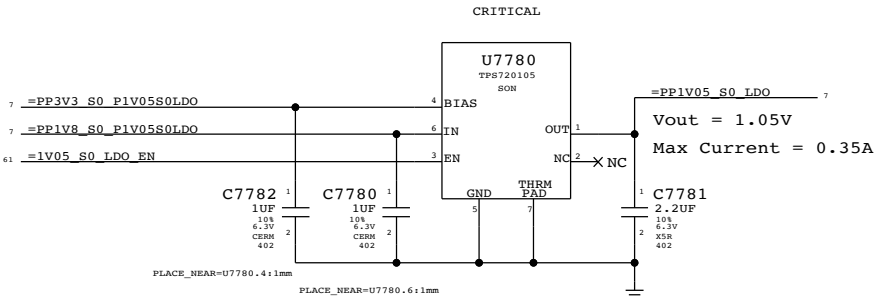 CRITICAL
U7780
TPS720105
SON
7 =PP3V3_S0_P1V05S0LDO 4 BIAS
7 =PP1V8_S0_P1V05S0LDO 6 IN
61 =1V05_S0_LDO_EN 3 EN
OUT 1
NC 2 NC
=PP1V05_S0_LDO 7
Vout = 1.05V
Max Current = 0.35A
GND
5
THRM
PAD
7
C7782 1
1UF
10%
6.3V
CERM 2
402
C7780 1
1UF
10%
6.3V
CERM 2
402
1 C7781
2.2UF
10%
6.3V
2 X5R
402
PLACE_NEAR=U7780.4:1mm
PLACE_NEAR=U7780.6:1mm